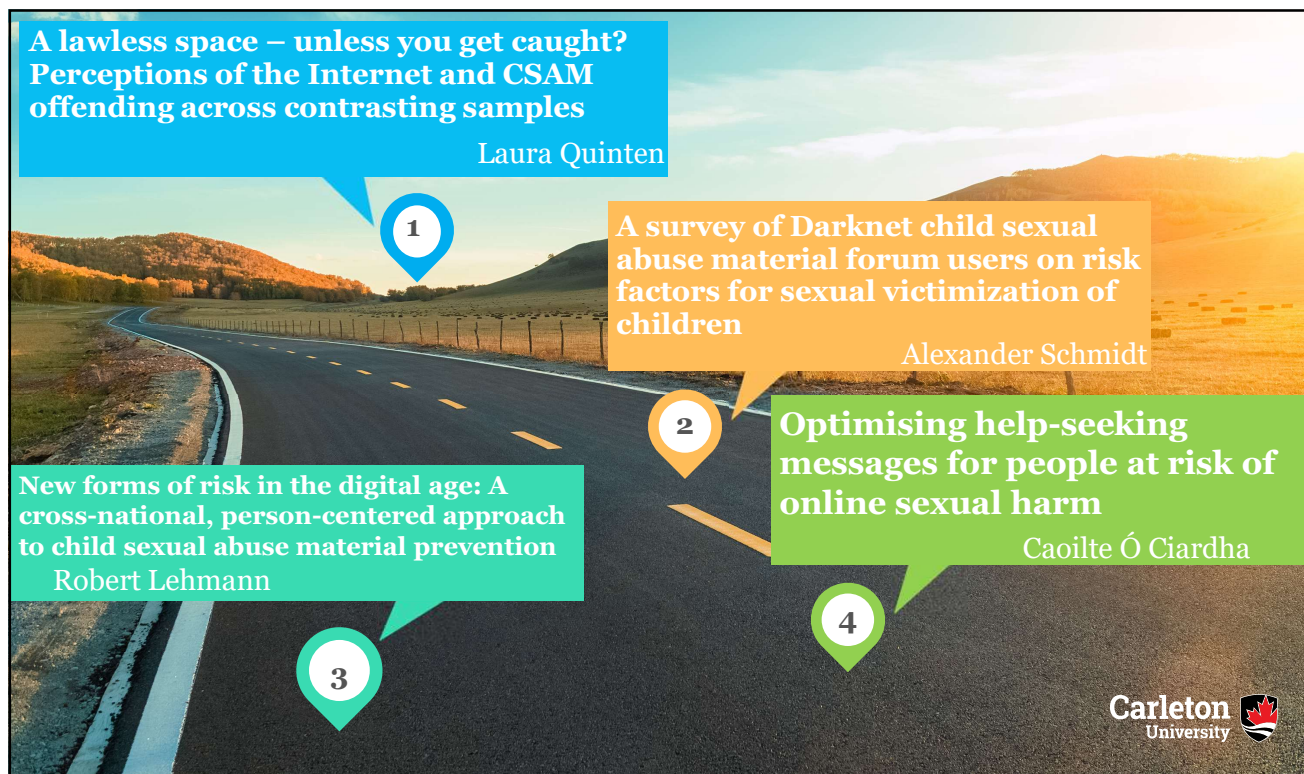 A lawless space – unless you get caught?
Perceptions of the Internet and CSAM
offending across contrasting samples
Laura Quinten
1
A survey of Darknet child sexual
abuse material forum users on risk
factors for sexual victimization of
children
Alexander Schmidt
2
New forms of risk in the digital age: A
cross-national, person-centered approach
to child sexual abuse material prevention
Robert Lehmann
3
Optimising help-seeking
messages for people at risk of
online sexual harm
Caoilte Ó Ciardha
4
Carleton
University